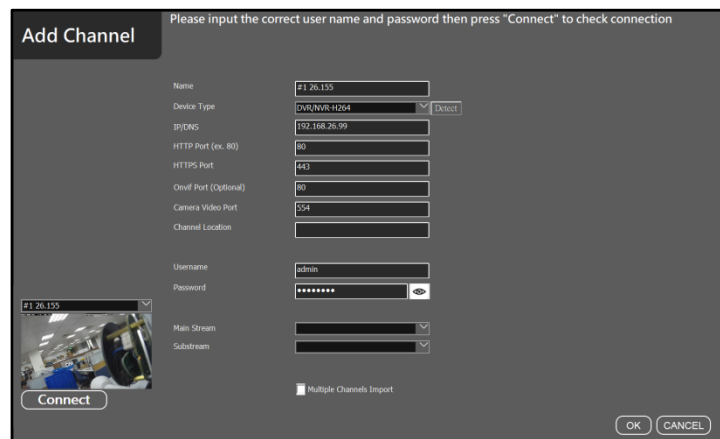 Add Channel
Please input the correct user name and password then press "Connect" to check connection
Name
#1 26.155
Device Type
DVR/NVR-H264
Detect
IP/DNS
192.168.26.99
HTTP Port (ex. 80)
80
HTTPS Port
443
Onvif Port (Optional)
80
Camera Video Port
554
Channel Location
Username
admin
Password
••••••••
#1 26.155
Main Stream
Substream
Multiple Channels Import
Connect
OK
CANCEL